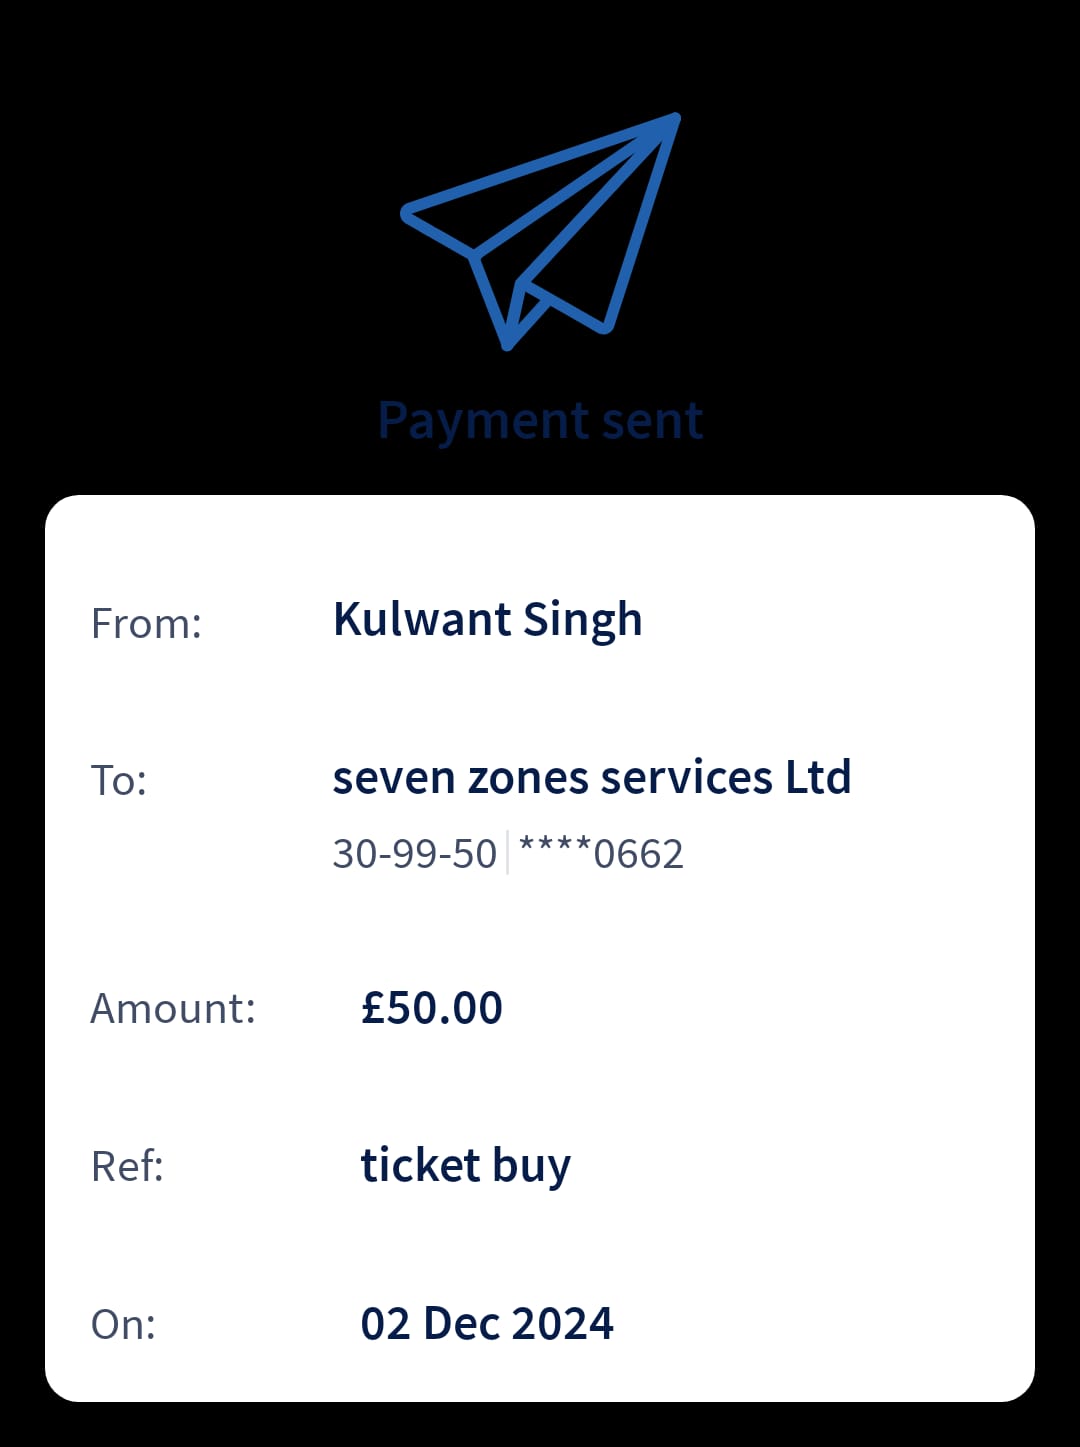 Payment sent
From: Kulwant Singh
To: seven zones services Ltd
30-99-50 | ****0662
Amount: £50.00
Ref: ticket buy
On: 02 Dec 2024